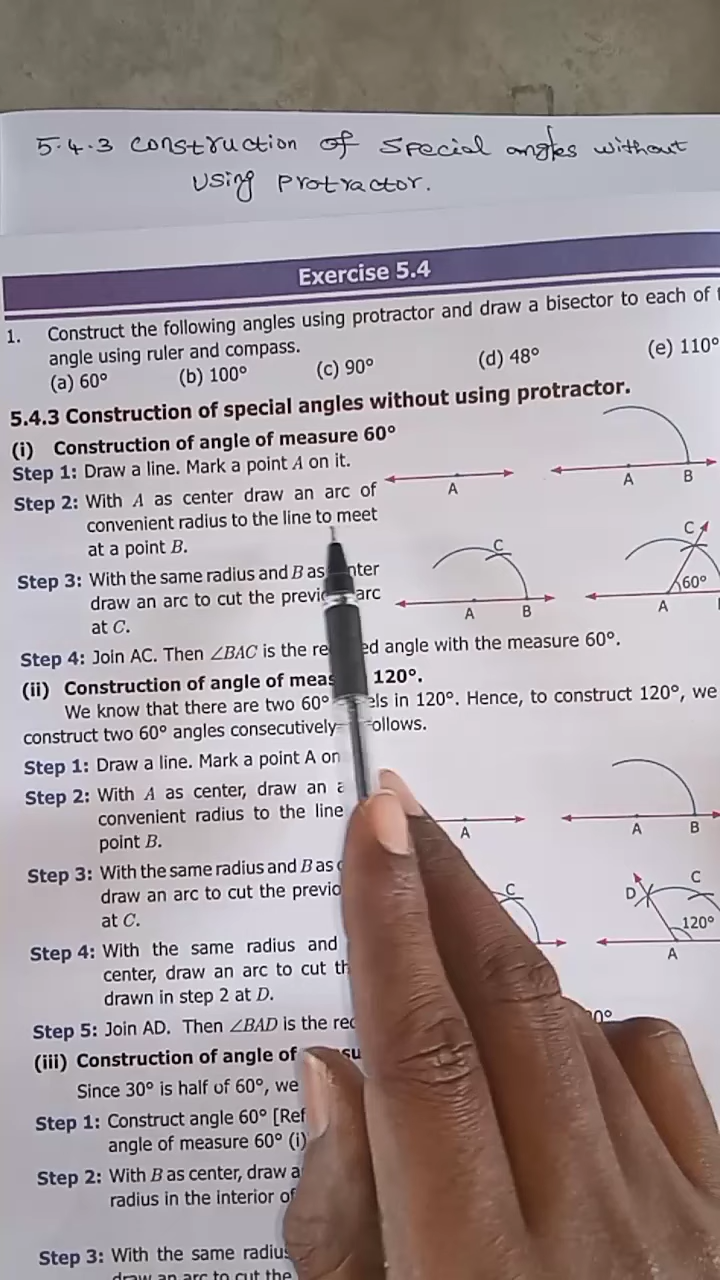 5.4.3 Construction of Special angles without
Using Protractor.
Exercise 5.4
1. Construct the following angles using protractor and draw a bisector to each of
angle using ruler and compass.
(a) 60° (b) 100° (c) 90° (d) 48° (e) 110°
5.4.3 Construction of special angles without using protractor.
(i) Construction of angle of measure 60°
Step 1: Draw a line. Mark a point A on it.
Step 2: With A as center draw an arc of
convenient radius to the line to meet
at a point B.
A
A B
Step 3: With the same radius and B as
draw an arc to cut the arc
at C.
C
A B
C
60°
A
Step 4: Join AC. Then ∠BAC is the angle with the measure 60°.
(ii) Construction of angle of 120°.
We know that there are two 60° in 120°. Hence, to construct 120°, we
construct two 60° angles consecutively
Step 1: Draw a line. Mark a point A on
Step 2: With A as center, draw an
convenient radius to the line
point B.
A
A B
Step 3: With the same radius and B as
draw an arc to cut the
at C.
C
D C
120°
A
Step 4: With the same radius and
center, draw an arc to cut
drawn in step 2 at D.
Step 5: Join AD. Then ∠BAD is the
(iii) Construction of angle of
Since 30° is half of 60°, we
Step 1: Construct angle 60°
angle of measure 60° (i)
Step 2: With B as center, draw
radius in the interior of
Step 3: With the same
draw an arc to cut the